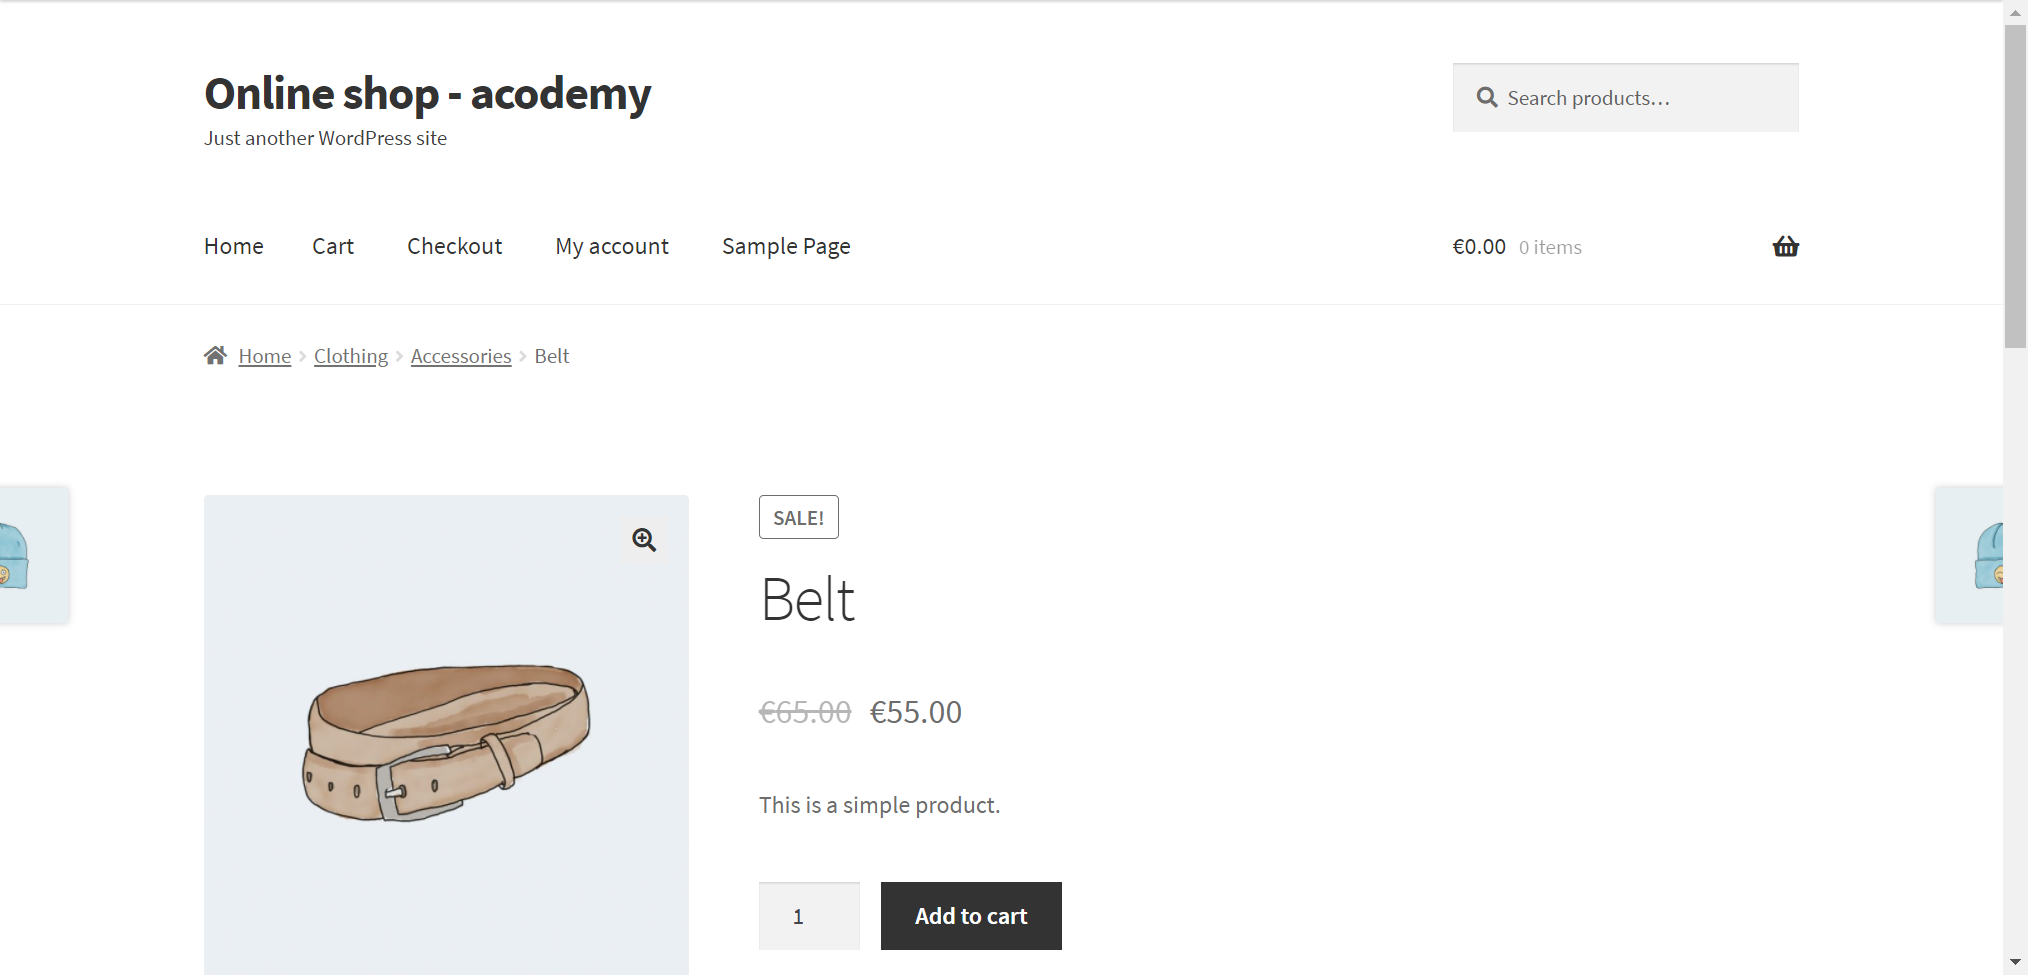 Online shop - acodemy
Just another WordPress site
Search products…
Home Cart Checkout My account Sample Page
€0.00 0 items
Home Clothing Accessories Belt
SALE!
Belt
€65.00 €55.00
This is a simple product.
1 Add to cart